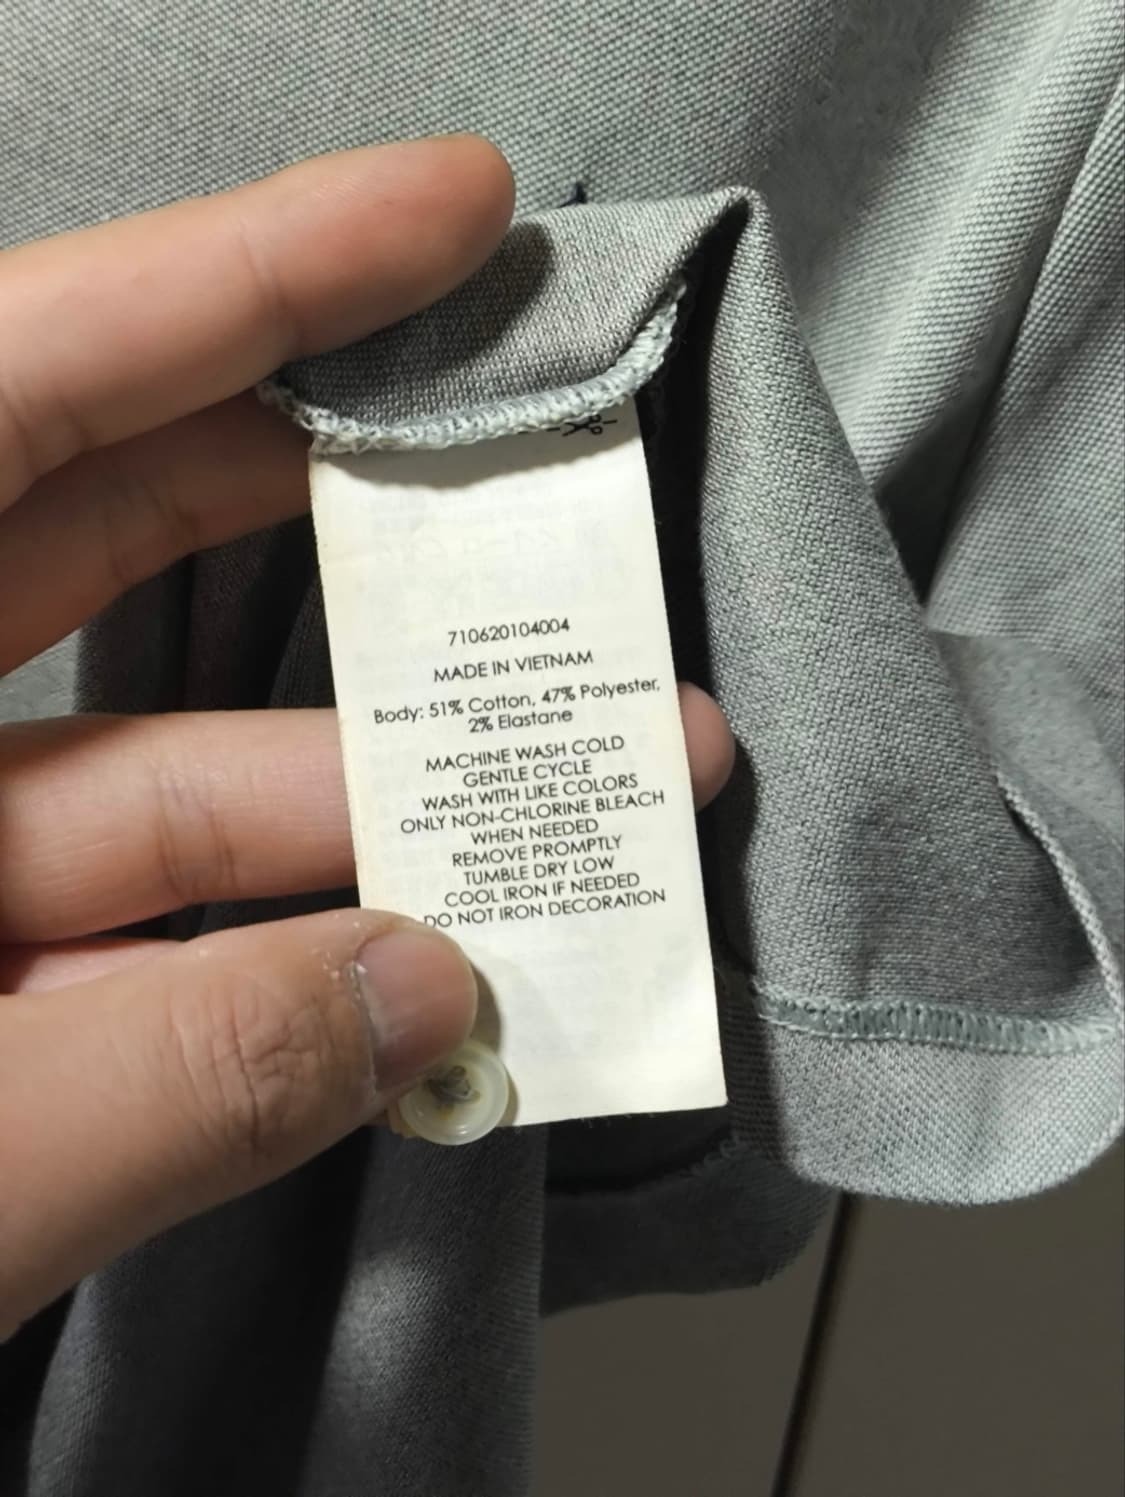 710620104004
MADE IN VIETNAM
Body: 51% Cotton, 47% Polyester,
2% Elastane
MACHINE WASH COLD
GENTLE CYCLE
WASH WITH LIKE COLORS
ONLY NON-CHLORINE BLEACH
WHEN NEEDED
REMOVE PROMPTLY
TUMBLE DRY LOW
COOL IRON IF NEEDED
DO NOT IRON DECORATION